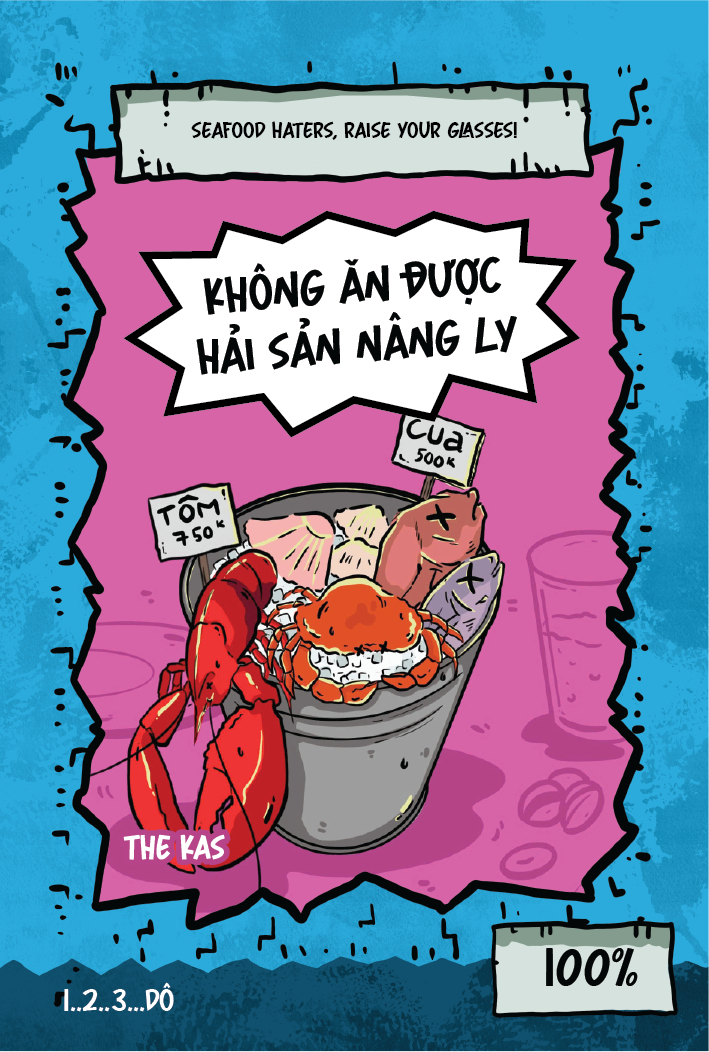 SEAFOOD HATERS, RAISE YOUR GLASSES!
KHÔNG ĂN ĐƯỢC
HẢI SẢN NÂNG LY
CUA
500K
TÔM
750K
THE KAS
100%
1..2..3...DÔ